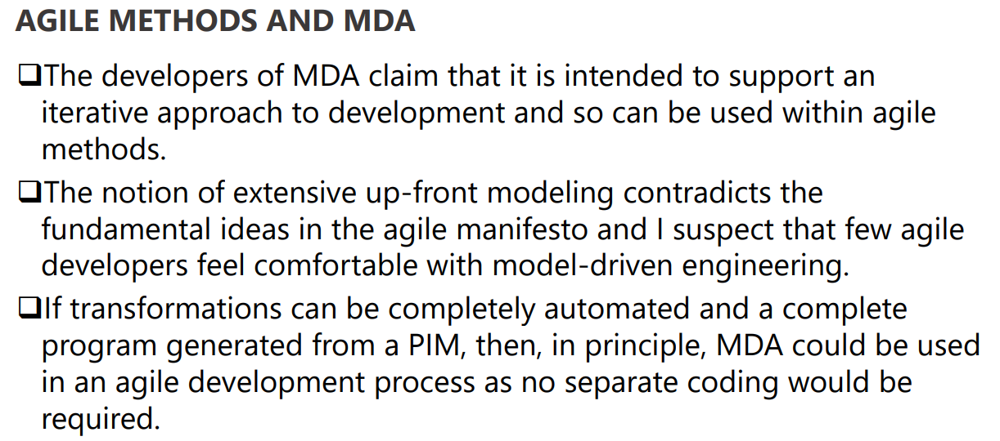 AGILE METHODS AND MDA
❑The developers of MDA claim that it is intended to support an
iterative approach to development and so can be used within agile
methods.
❑The notion of extensive up-front modeling contradicts the
fundamental ideas in the agile manifesto and I suspect that few agile
developers feel comfortable with model-driven engineering.
❑If transformations can be completely automated and a complete
program generated from a PIM, then, in principle, MDA could be used
in an agile development process as no separate coding would be
required.